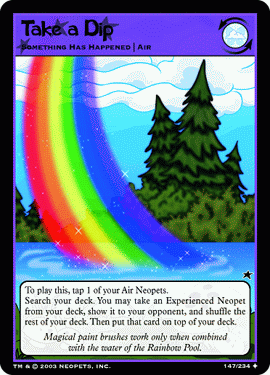 Take a Dip
Something Has Happened | Air
To play this, tap 1 of your Air Neopets.
Search your deck. You may take an Experienced Neopet
from your deck, show it to your opponent, and shuffle the
rest of your deck. Then put that card on top of your deck.
Magical paint brushes work only when combined
with the water of the Rainbow Pool.
TM & © 2003 NEOPETS, INC.
147/234